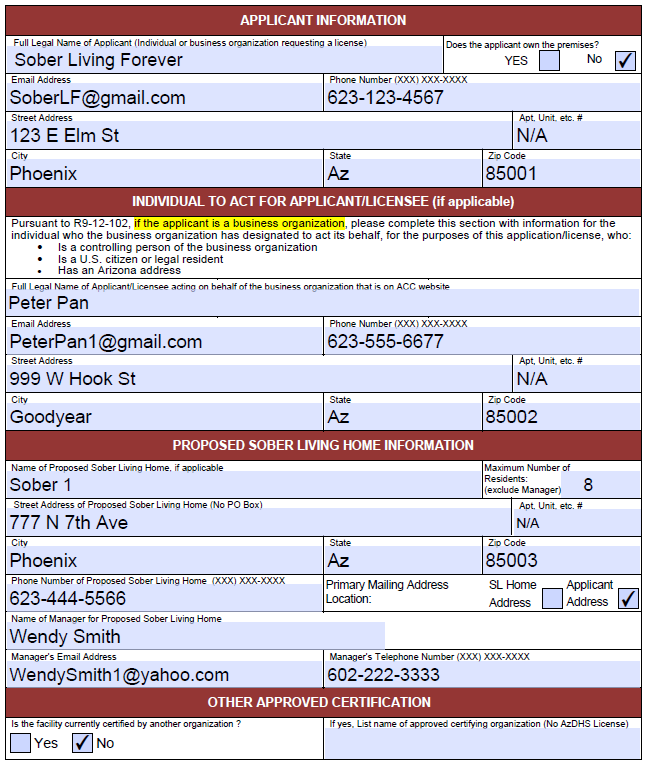 APPLICANT INFORMATION
Full Legal Name of Applicant (Individual or business organization requesting a license)
Does the applicant own the premises?
Sober Living Forever
YES No ✓
Email Address
Phone Number (XXX) XXX-XXXX
SoberLF@gmail.com
623-123-4567
Street Address
Apt, Unit, etc. #
123 E Elm St
N/A
City
State
Zip Code
Phoenix
Az
85001
INDIVIDUAL TO ACT FOR APPLICANT/LICENSEE (if applicable)
Pursuant to R9-12-102, if the applicant is a business organization, please complete this section with information for the
individual who the business organization has designated to act its behalf, for the purposes of this application/license, who:
• Is a controlling person of the business organization
• Is a U.S. citizen or legal resident
• Has an Arizona address
Full Legal Name of Applicant/Licensee acting on behalf of the business organization that is on ACC website
Peter Pan
Email Address
Phone Number (XXX) XXX-XXXX
PeterPan1@gmail.com
623-555-6677
Street Address
Apt, Unit, etc. #
999 W Hook St
N/A
City
State
Zip Code
Goodyear
Az
85002
PROPOSED SOBER LIVING HOME INFORMATION
Name of Proposed Sober Living Home, if applicable
Sober 1
Maximum Number of
Residents:
(exclude Manager)
8
Street Address of Proposed Sober Living Home (No PO Box)
Apt, Unit, etc. #
777 N 7th Ave
N/A
City
State
Zip Code
Phoenix
Az
85003
Phone Number of Proposed Sober Living Home (XXX) XXX-XXXX
623-444-5566
Primary Mailing Address
Location:
SL Home
Address
Applicant
Address ✓
Name of Manager for Proposed Sober Living Home
Wendy Smith
Manager's Email Address
Manager's Telephone Number (XXX) XXX-XXXX
WendySmith1@yahoo.com
602-222-3333
OTHER APPROVED CERTIFICATION
Is the facility currently certified by another organization ?
If yes, List name of approved certifying organization (No AzDHS License)
Yes ✓ No